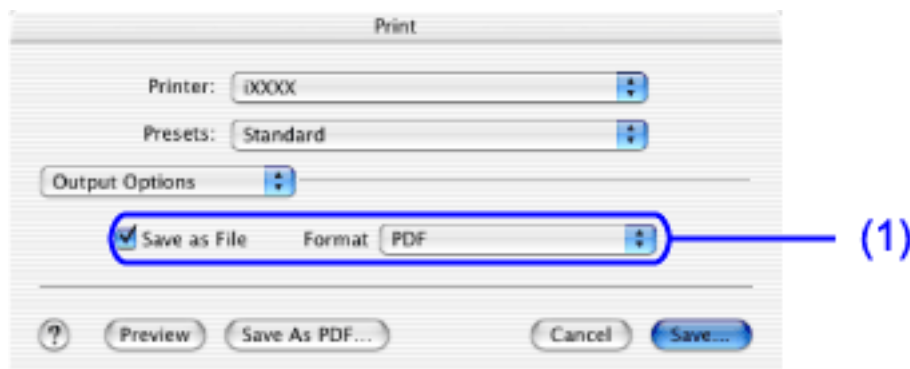 Print
Printer: iXXXX
Presets: Standard
Output Options
Save as File Format PDF
(1)
? Preview Save As PDF... Cancel Save...